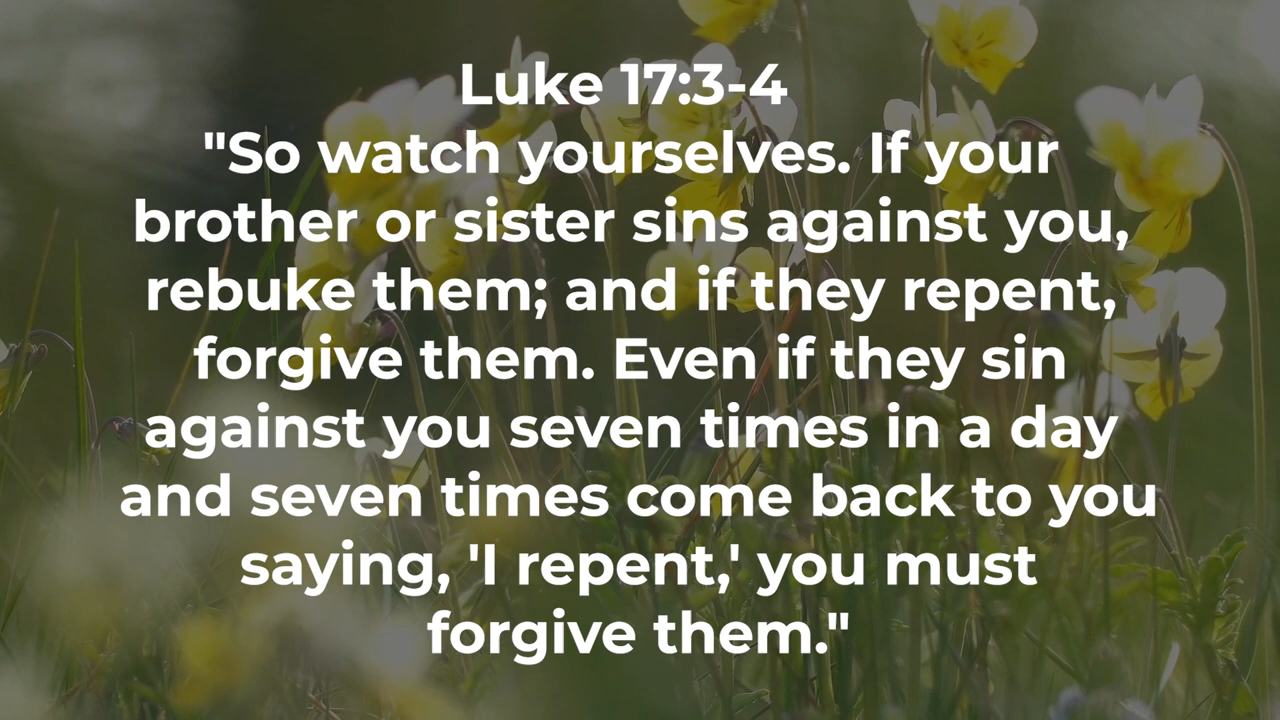 Luke 17:3-4
"So watch yourselves. If your
brother or sister sins against you,
rebuke them; and if they repent,
forgive them. Even if they sin
against you seven times in a day
and seven times come back to you
saying, 'I repent,' you must
forgive them."